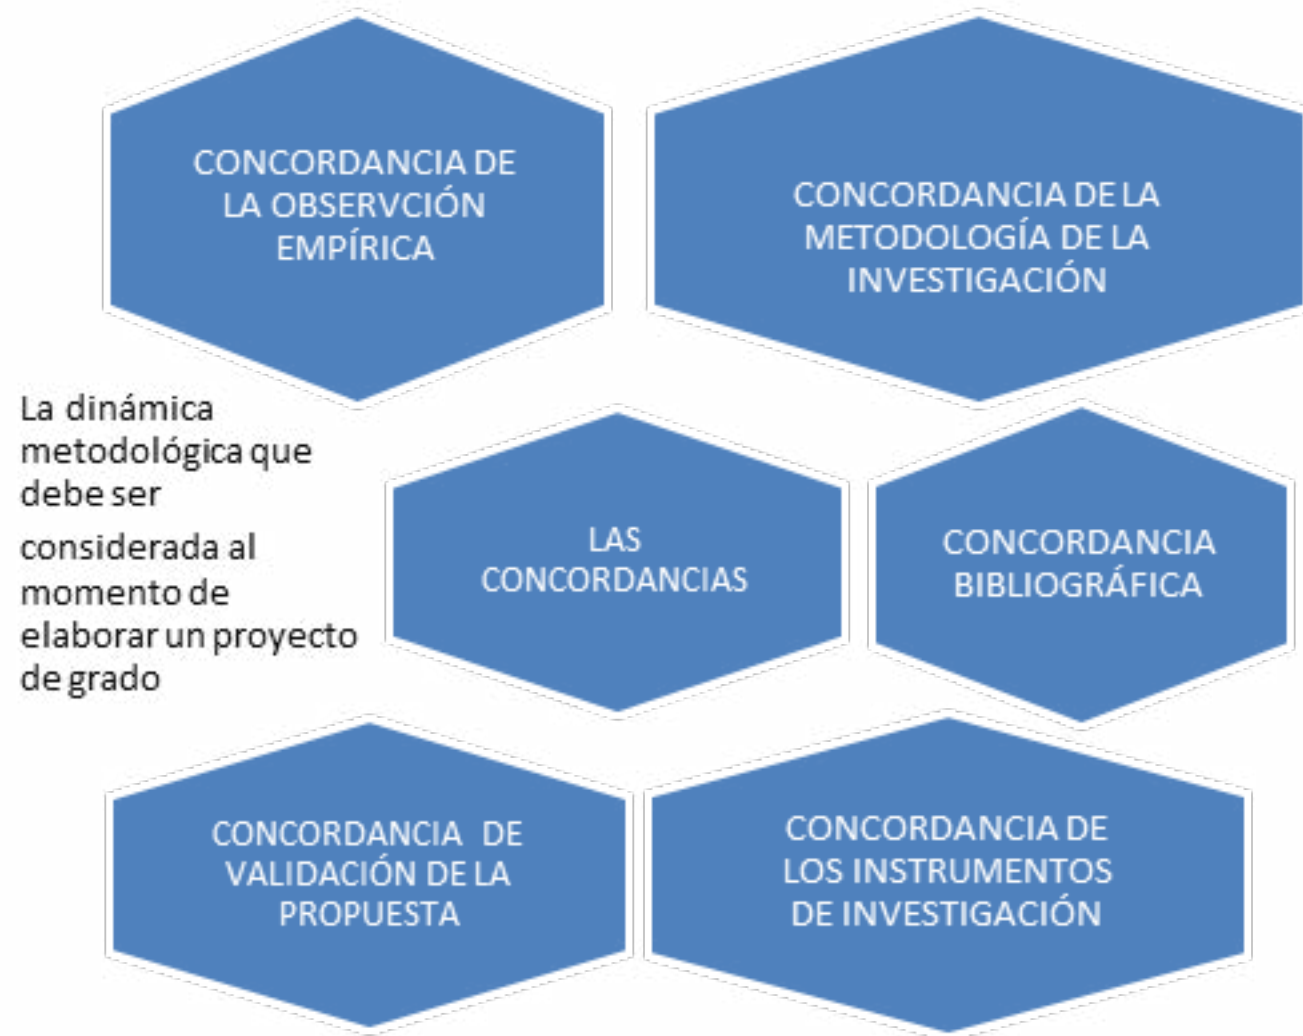 CONCORDANCIA DE
LA OBSERVCIÓN
EMPÍRICA
CONCORDANCIA DE LA
METODOLOGÍA DE LA
INVESTIGACIÓN
La dinámica
metodológica que
debe ser
considerada al
momento de
elaborar un proyecto
de grado
LAS
CONCORDANCIAS
CONCORDANCIA
BIBLIOGRÁFICA
CONCORDANCIA DE
VALIDACIÓN DE LA
PROPUESTA
CONCORDANCIA DE
LOS INSTRUMENTOS
DE INVESTIGACIÓN